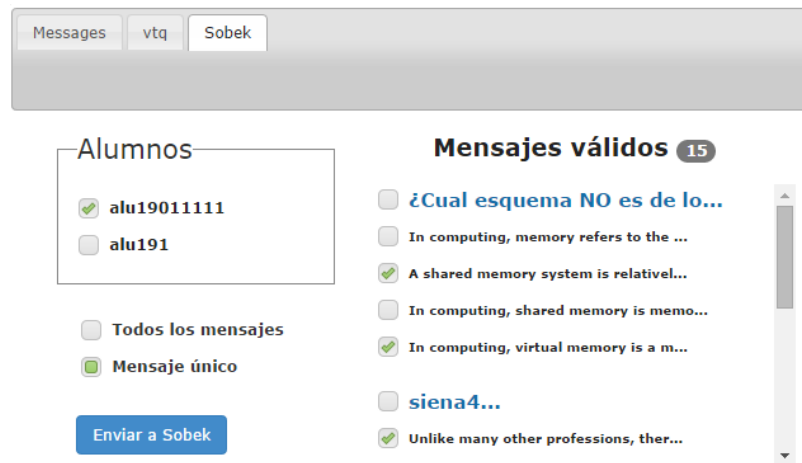 Messages vtq Sobek
Alumnos
alu19011111
alu191
Todos los mensajes
Mensaje único
Enviar a Sobek
Mensajes válidos 15
¿Cual esquema NO es de lo...
In computing, memory refers to the ...
A shared memory system is relativel...
In computing, shared memory is memo...
In computing, virtual memory is a m...
siena4...
Unlike many other professions, ther...